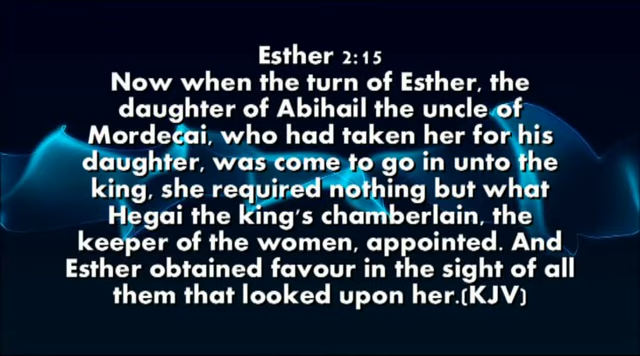 Esther 2:15
Now when the turn of Esther, the
daughter of Abihail the uncle of
Mordecai, who had taken her for his
daughter, was come to go in unto the
king, she required nothing but what
Hegai the king's chamberlain, the
keeper of the women, appointed. And
Esther obtained favour in the sight of all
them that looked upon her.(KJV)